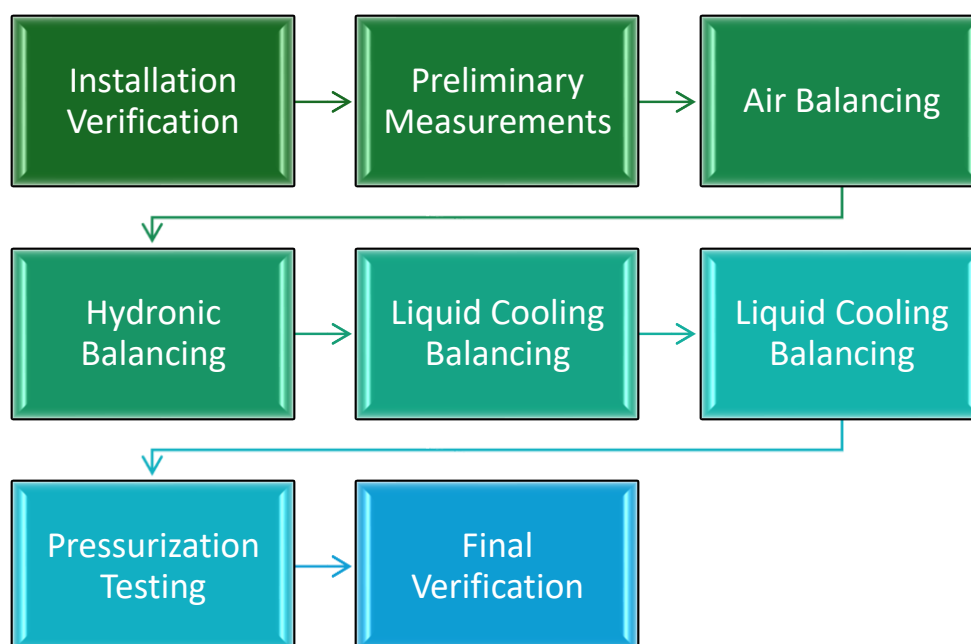 Installation
Verification
Preliminary
Measurements
Air Balancing
Hydronic
Balancing
Liquid Cooling
Balancing
Liquid Cooling
Balancing
Pressurization
Testing
Final
Verification